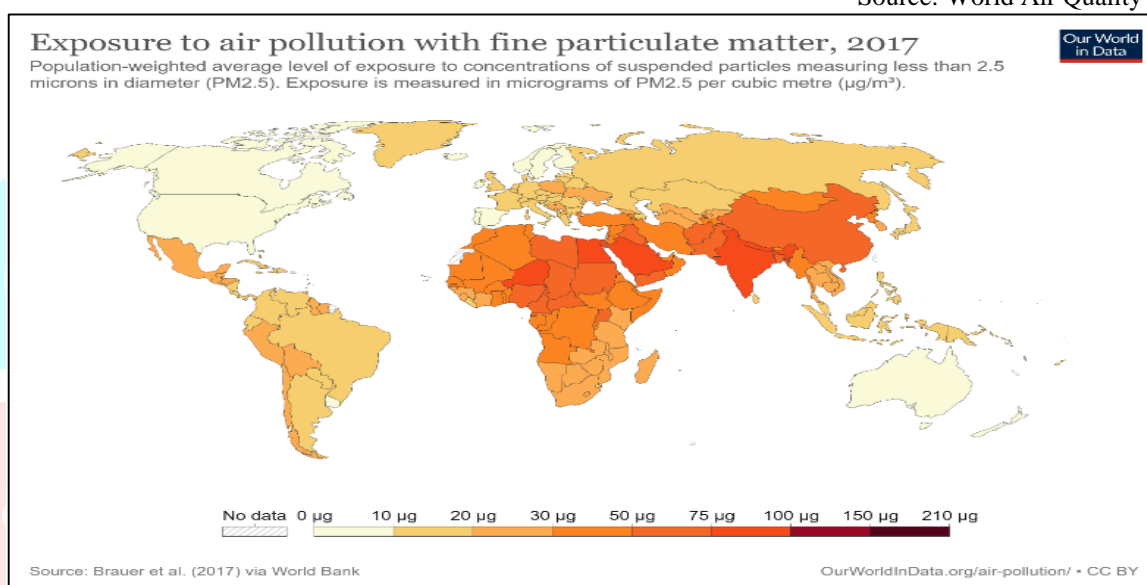 Source: World Air Quality
Exposure to air pollution with fine particulate matter, 2017
Our World
in Data
Population-weighted average level of exposure to concentrations of suspended particles measuring less than 2.5
microns in diameter (PM2.5). Exposure is measured in micrograms of PM2.5 per cubic metre (µg/m³).
No data 0 µg 10 µg 20 µg 30 µg 50 µg 75 µg 100 µg 150 µg 210 µg
Source: Brauer et al. (2017) via World Bank
OurWorldInData.org/air-pollution/ • CC BY